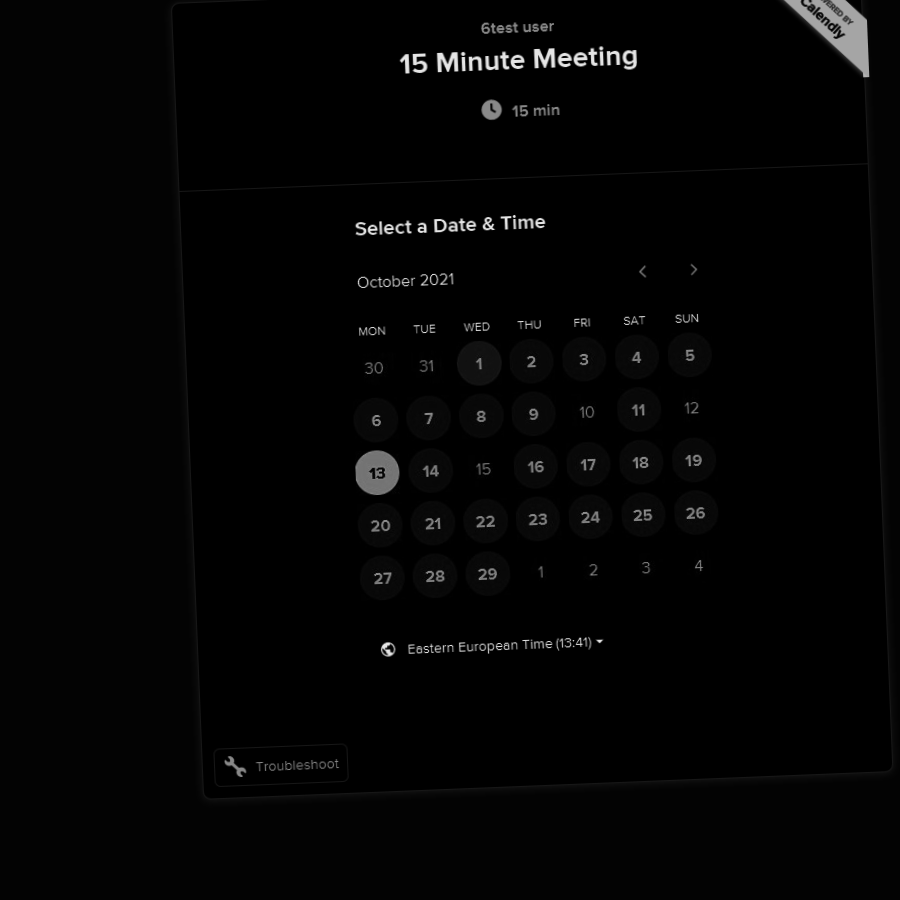 POWERED BY
Calendly
6test user
15 Minute Meeting
15 min
Select a Date & Time
October 2021
MON TUE WED THU FRI SAT SUN
30 31 1 2 3 4 5
6 7 8 9 10 11 12
13 14 15 16 17 18 19
20 21 22 23 24 25 26
27 28 29 1 2 3 4
Eastern European Time (13:41)
Troubleshoot